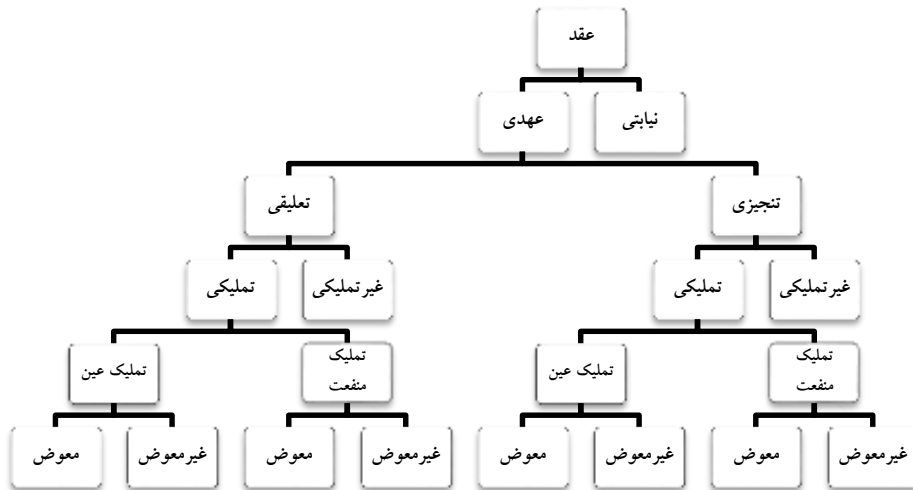 عقد
نیابتی
عهدی
تنجیزی
تعلیقی
غیرتملیکی
تملیکی
غیرتملیکی
تملیکی
تملیک
منفعت
تملیک عین
تملیک
منفعت
تملیک عین
غیرمعوض
معوض
غیرمعوض
معوض
غیرمعوض
معوض
غیرمعوض
معوض